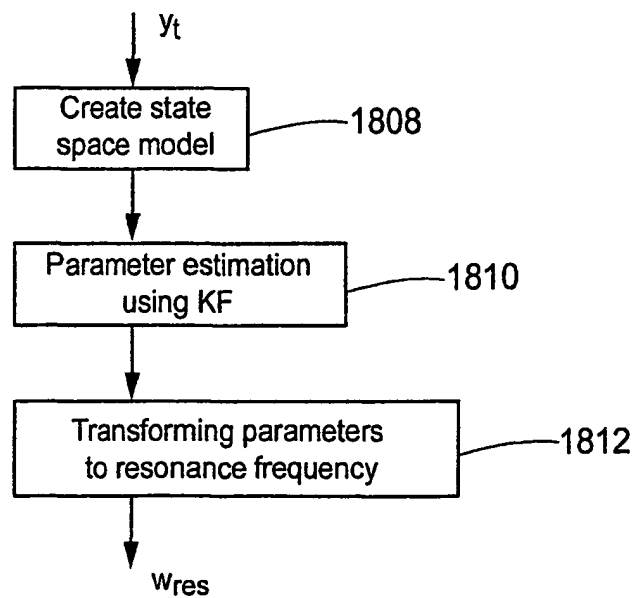 yt
Create state
space model
1808
Parameter estimation
using KF
1810
Transforming parameters
to resonance frequency
1812
wres